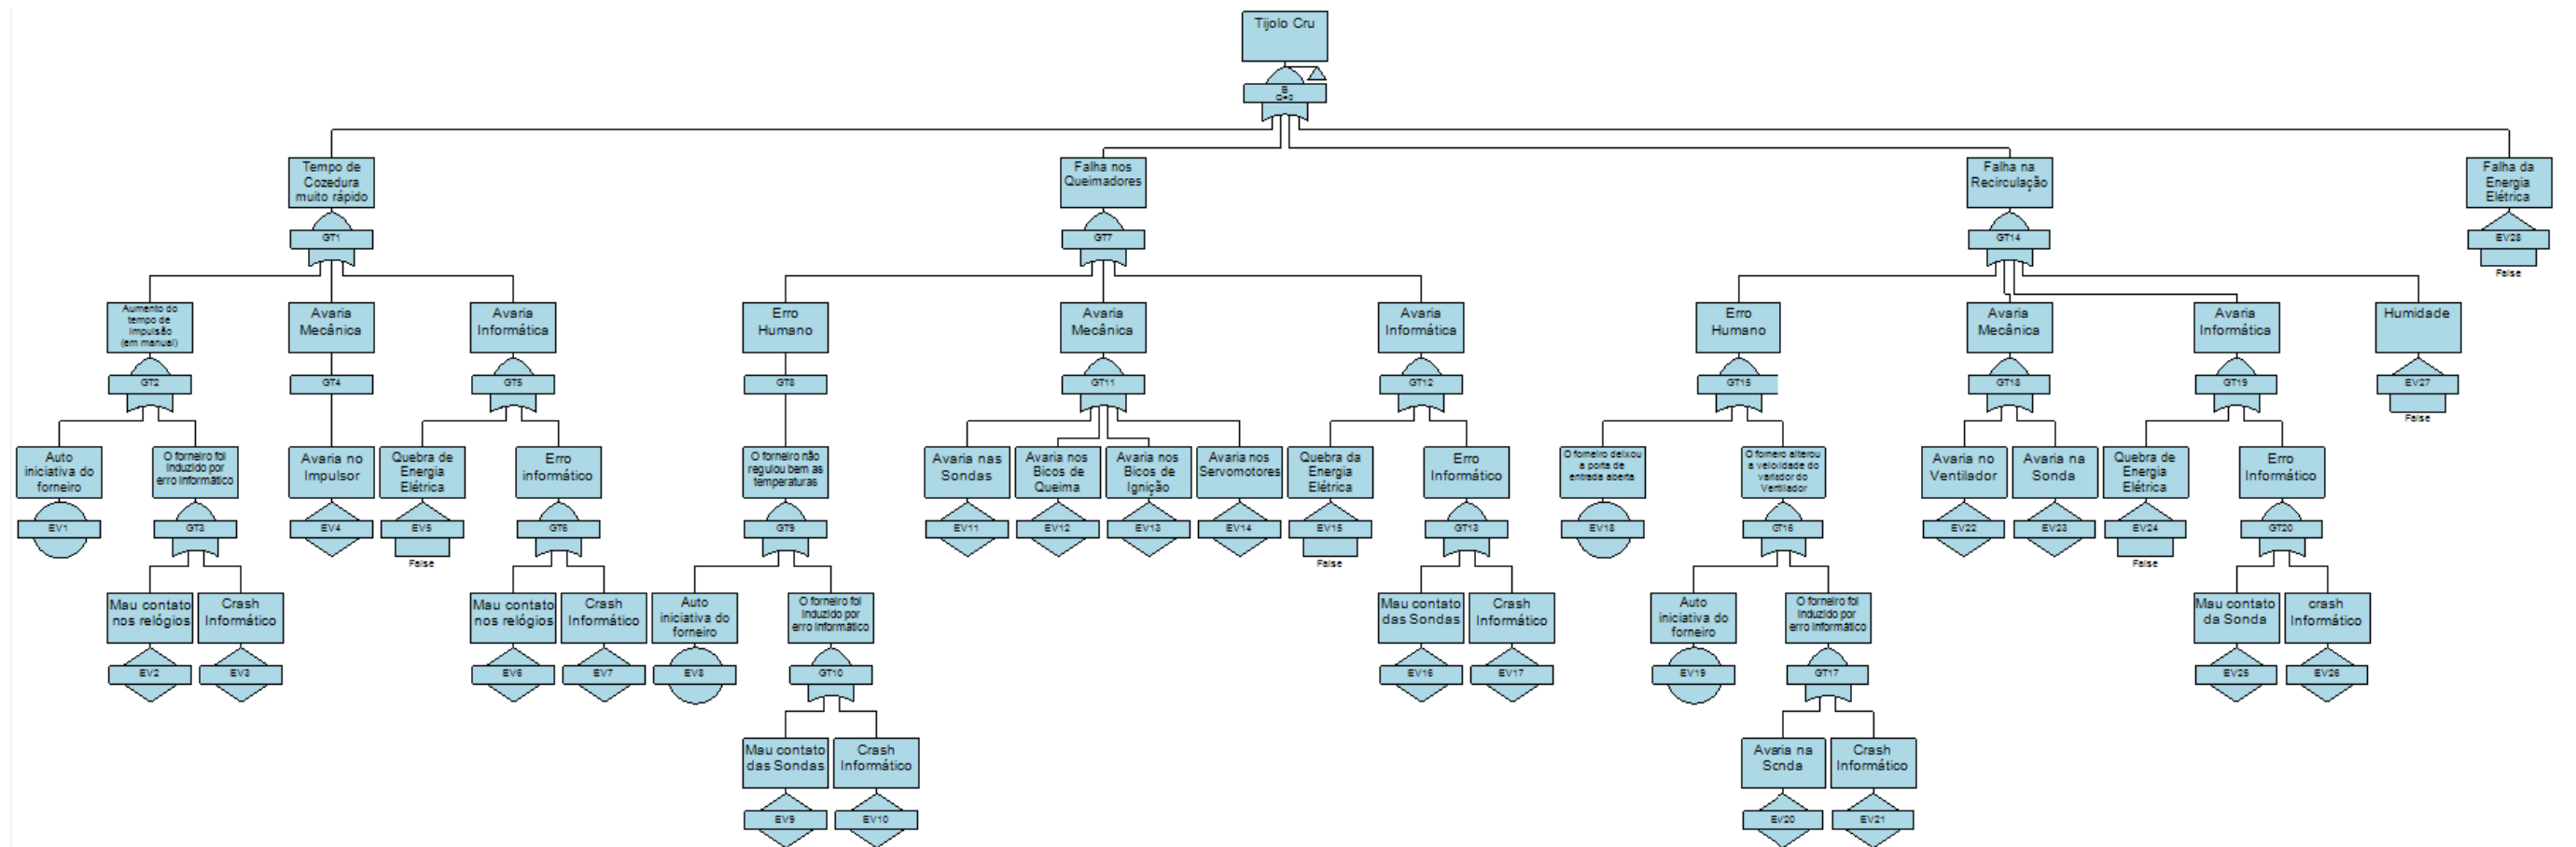 Tijolo Cru
B
Q=0
Tempo de
Cozedura
muito rápido
GT1
Falha nos
Queimadores
GT7
Falha na
Recirculação
GT14
Falha da
Energia
Elétrica
EV28
False
Aumento do
tempo de
Impulsão
(em manual)
GT2
Avaria
Mecânica
GT4
Avaria
Informática
GT5
Erro
Humano
GT8
Avaria
Mecânica
GT11
Avaria
Informática
GT12
Erro
Humano
GT15
Avaria
Mecânica
GT18
Avaria
Informática
GT19
Humidade
EV27
False
Auto
iniciativa do
forneiro
EV1
O forneiro foi
Induzido por
erro Informático
GT3
Avaria no
Impulsor
EV4
Quebra de
Energia
Elétrica
EV5
False
Erro
informático
GT6
O forneiro não
regulou bem as
temperaturas
GT9
Avaria nas
Sondas
EV11
Avaria nos
Bicos de
Queima
EV12
Avaria nos
Bicos de
Ignição
EV13
Avaria nos
Servomotores
EV14
Quebra da
Energia
Elétrica
EV15
False
Erro
Informático
GT13
O forneiro deixou
a porta de
entrada aberta
EV18
O forneiro alterou
a velocidade do
variador do
Ventilador
GT16
Avaria no
Ventilador
EV22
Avaria na
Sonda
EV23
Quebra de
Energia
Elétrica
EV24
False
Erro
Informático
GT20
Mau contato
nos relógios
EV2
Crash
Informático
EV3
Mau contato
nos relógios
EV6
Crash
Informático
EV7
Auto
iniciativa do
forneiro
EV8
O forneiro foi
Induzido por
erro Informático
GT10
Mau contato
das Sondas
EV16
Crash
Informático
EV17
Auto
iniciativa do
forneiro
EV19
O forneiro foi
Induzido por
erro Informático
GT17
Mau contato
da Sonda
EV25
crash
Informático
EV26
Mau contato
das Sondas
EV9
Crash
Informático
EV10
Avaria na
Sonda
EV20
Crash
Informático
EV21